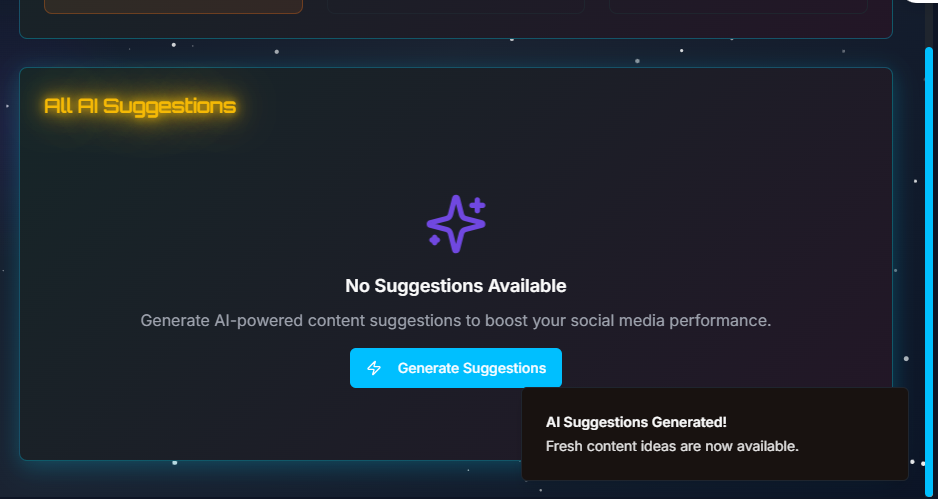 All AI Suggestions
No Suggestions Available
Generate AI-powered content suggestions to boost your social media performance.
Generate Suggestions
AI Suggestions Generated!
Fresh content ideas are now available.